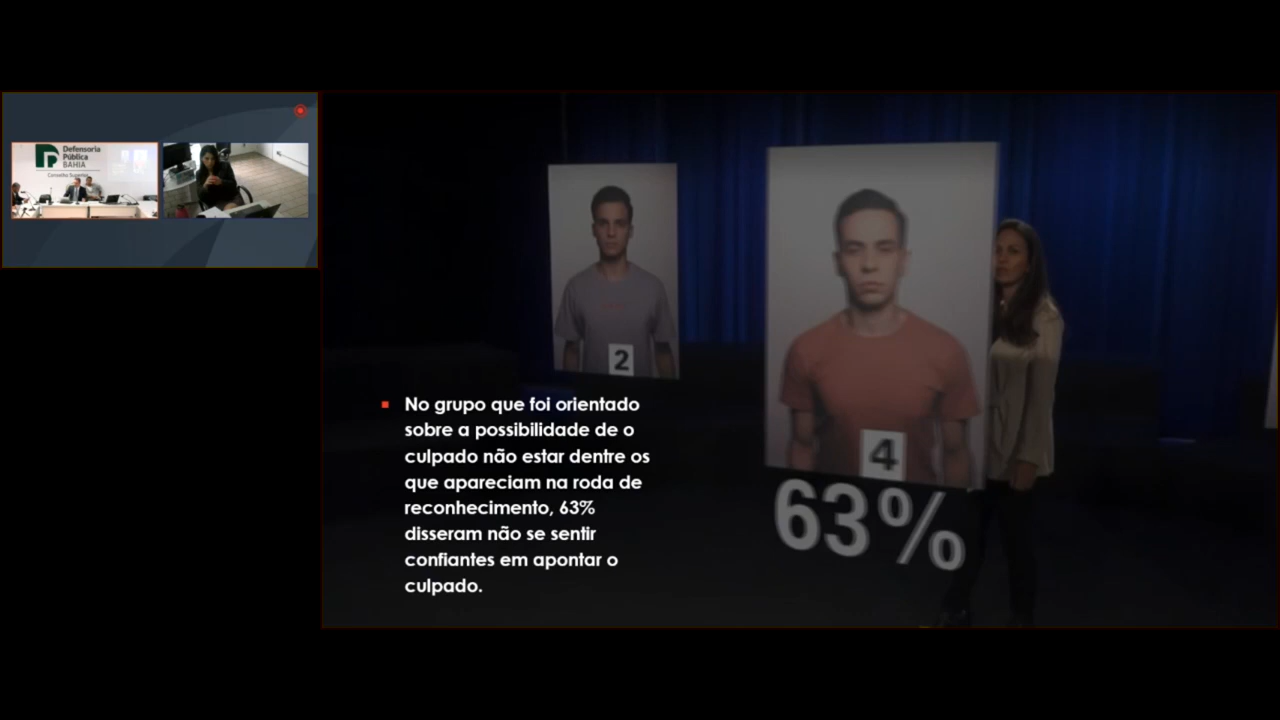 Defensoria
Pública
BAHIA
Conselho Superior
2
4
63%
No grupo que foi orientado
sobre a possibilidade de o
culpado não estar dentre os
que apareciam na roda de
reconhecimento, 63%
disseram não se sentir
confiantes em apontar o
culpado.